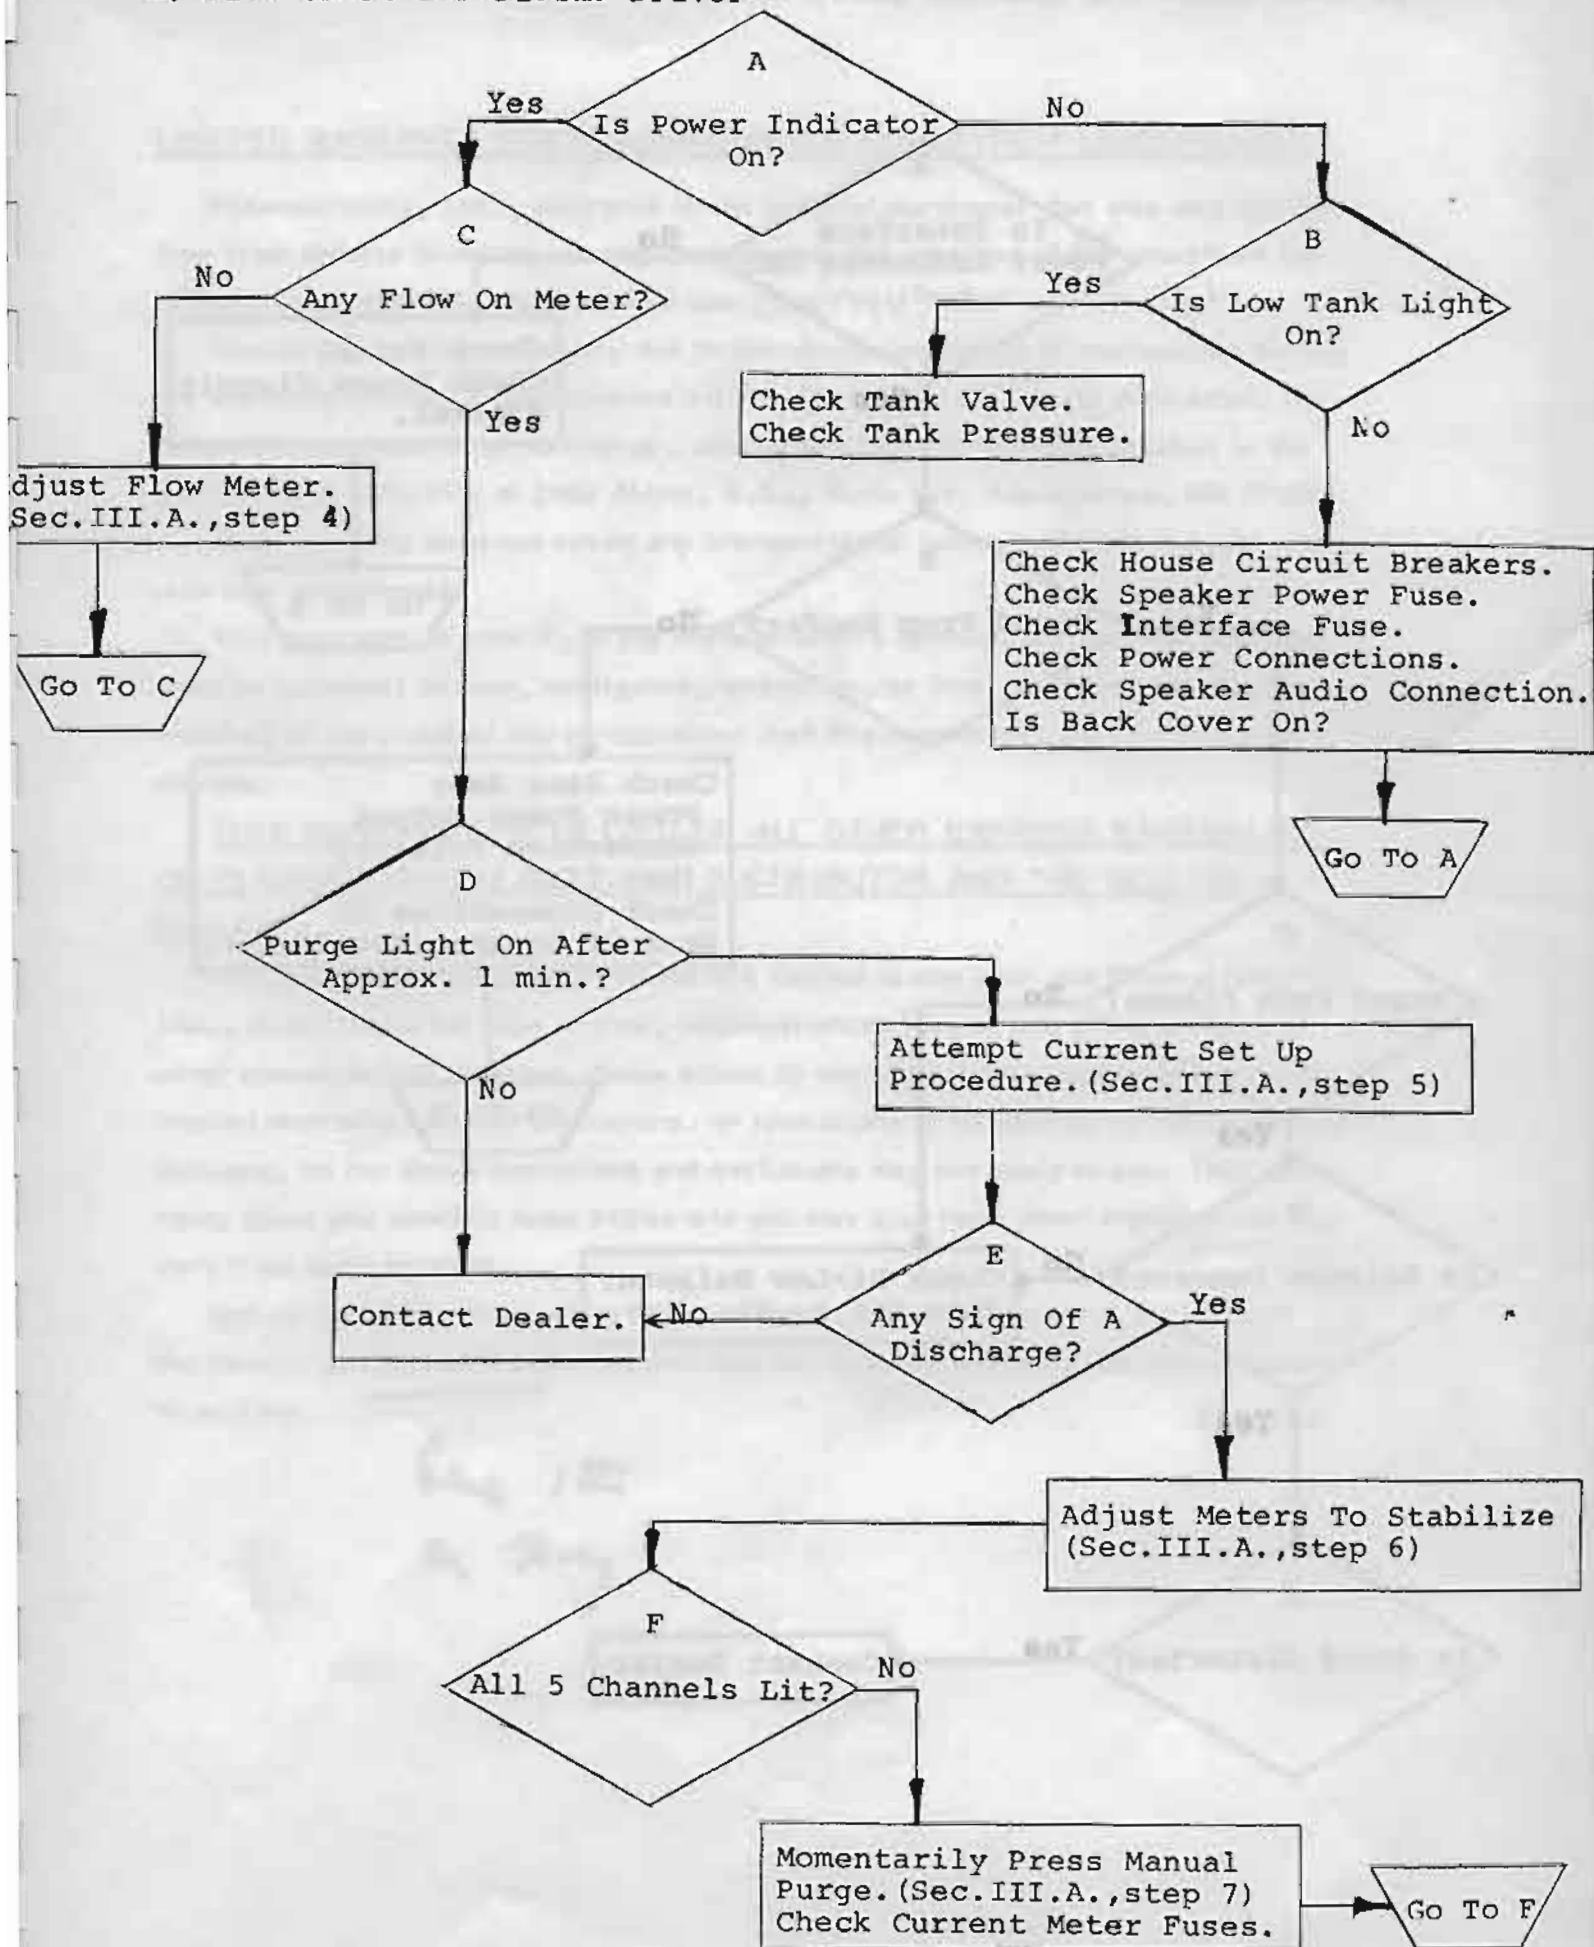 A
Is Power Indicator
On?
Yes
No
C
Any Flow On Meter?
No
Yes
B
Is Low Tank Light
On?
Yes
No
Check Tank Valve.
Check Tank Pressure.
djust Flow Meter.
Sec.III.A.,step 4)
Go To C
Check House Circuit Breakers.
Check Speaker Power Fuse.
Check Interface Fuse.
Check Power Connections.
Check Speaker Audio Connection.
Is Back Cover On?
Go To A
D
Purge Light On After
Approx. 1 min.?
No
Attempt Current Set Up
Procedure.(Sec.III.A.,step 5)
E
Any Sign Of A
Discharge?
No
Yes
Contact Dealer.
Adjust Meters To Stabilize
(Sec.III.A.,step 6)
F
All 5 Channels Lit?
No
Momentarily Press Manual
Purge.(Sec.III.A.,step 7)
Check Current Meter Fuses.
Go To F